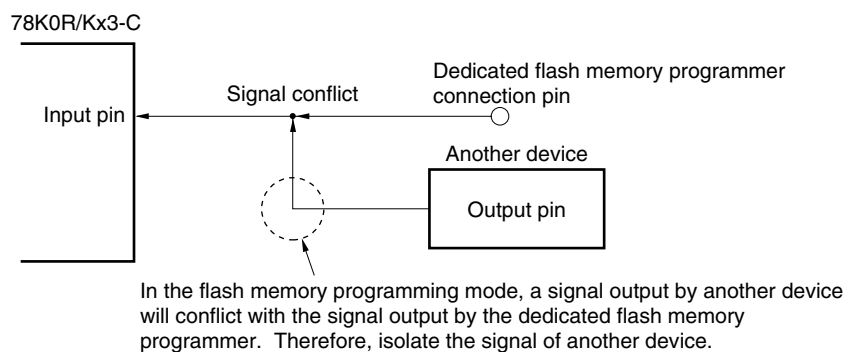 78K0R/Kx3-C
Input pin
Signal conflict
Dedicated flash memory programmer
connection pin
Another device
Output pin
In the flash memory programming mode, a signal output by another device
will conflict with the signal output by the dedicated flash memory
programmer.  Therefore, isolate the signal of another device.